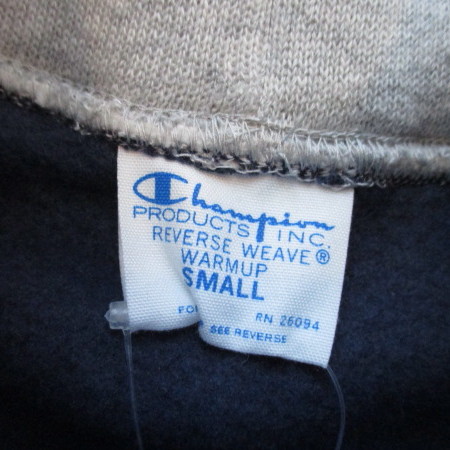 Champion
PRODUCTS INC.
REVERSE WEAVE®
WARMUP
SMALL
RN 26094
SEE REVERSE